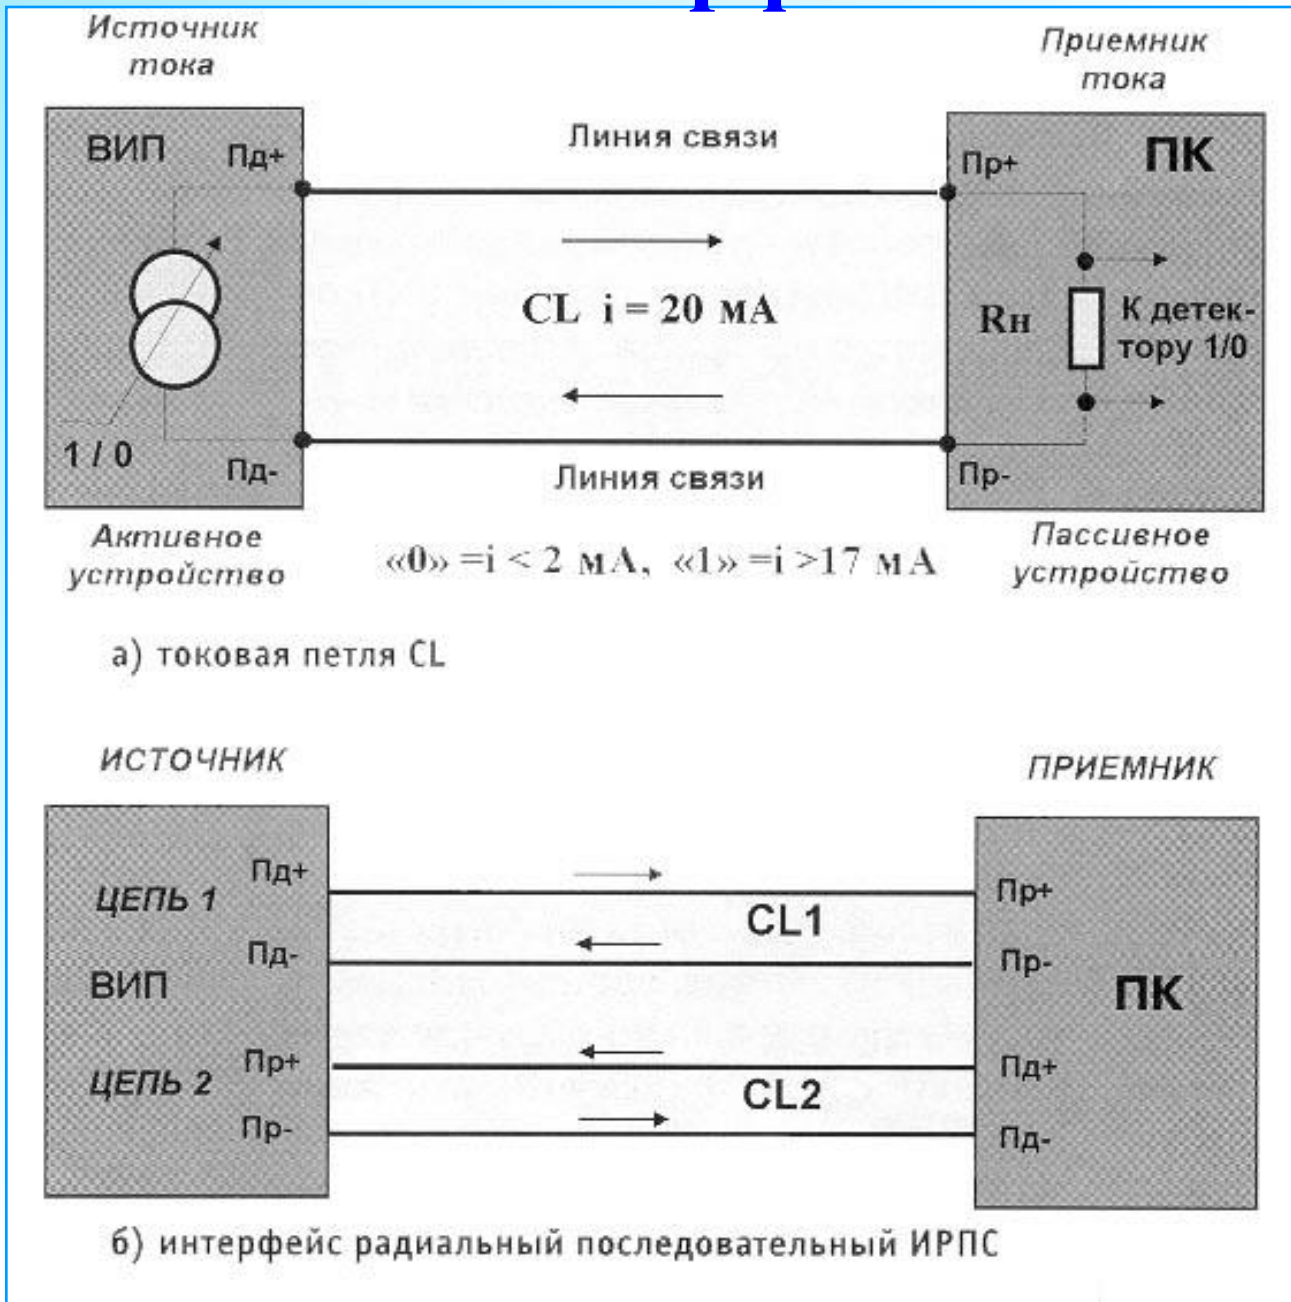 Источник
тока
Приемник
тока
ВИП
Пд+
Линия связи
Пр+
ПК
CL i = 20 мА
Rн
К детек-
тору 1/0
1 / 0
Пд-
Линия связи
Пр-
Активное
устройство
«0» =i < 2 мА, «1» =i >17 мА
Пассивное
устройство
а) токовая петля CL
ИСТОЧНИК
ПРИЕМНИК
Пд+
ЦЕПЬ 1
CL1
Пр+
Пд-
Пр-
ВИП
ПК
Пр+
ЦЕПЬ 2
CL2
Пд+
Пр-
Пд-
б) интерфейс радиальный последовательный ИРПС